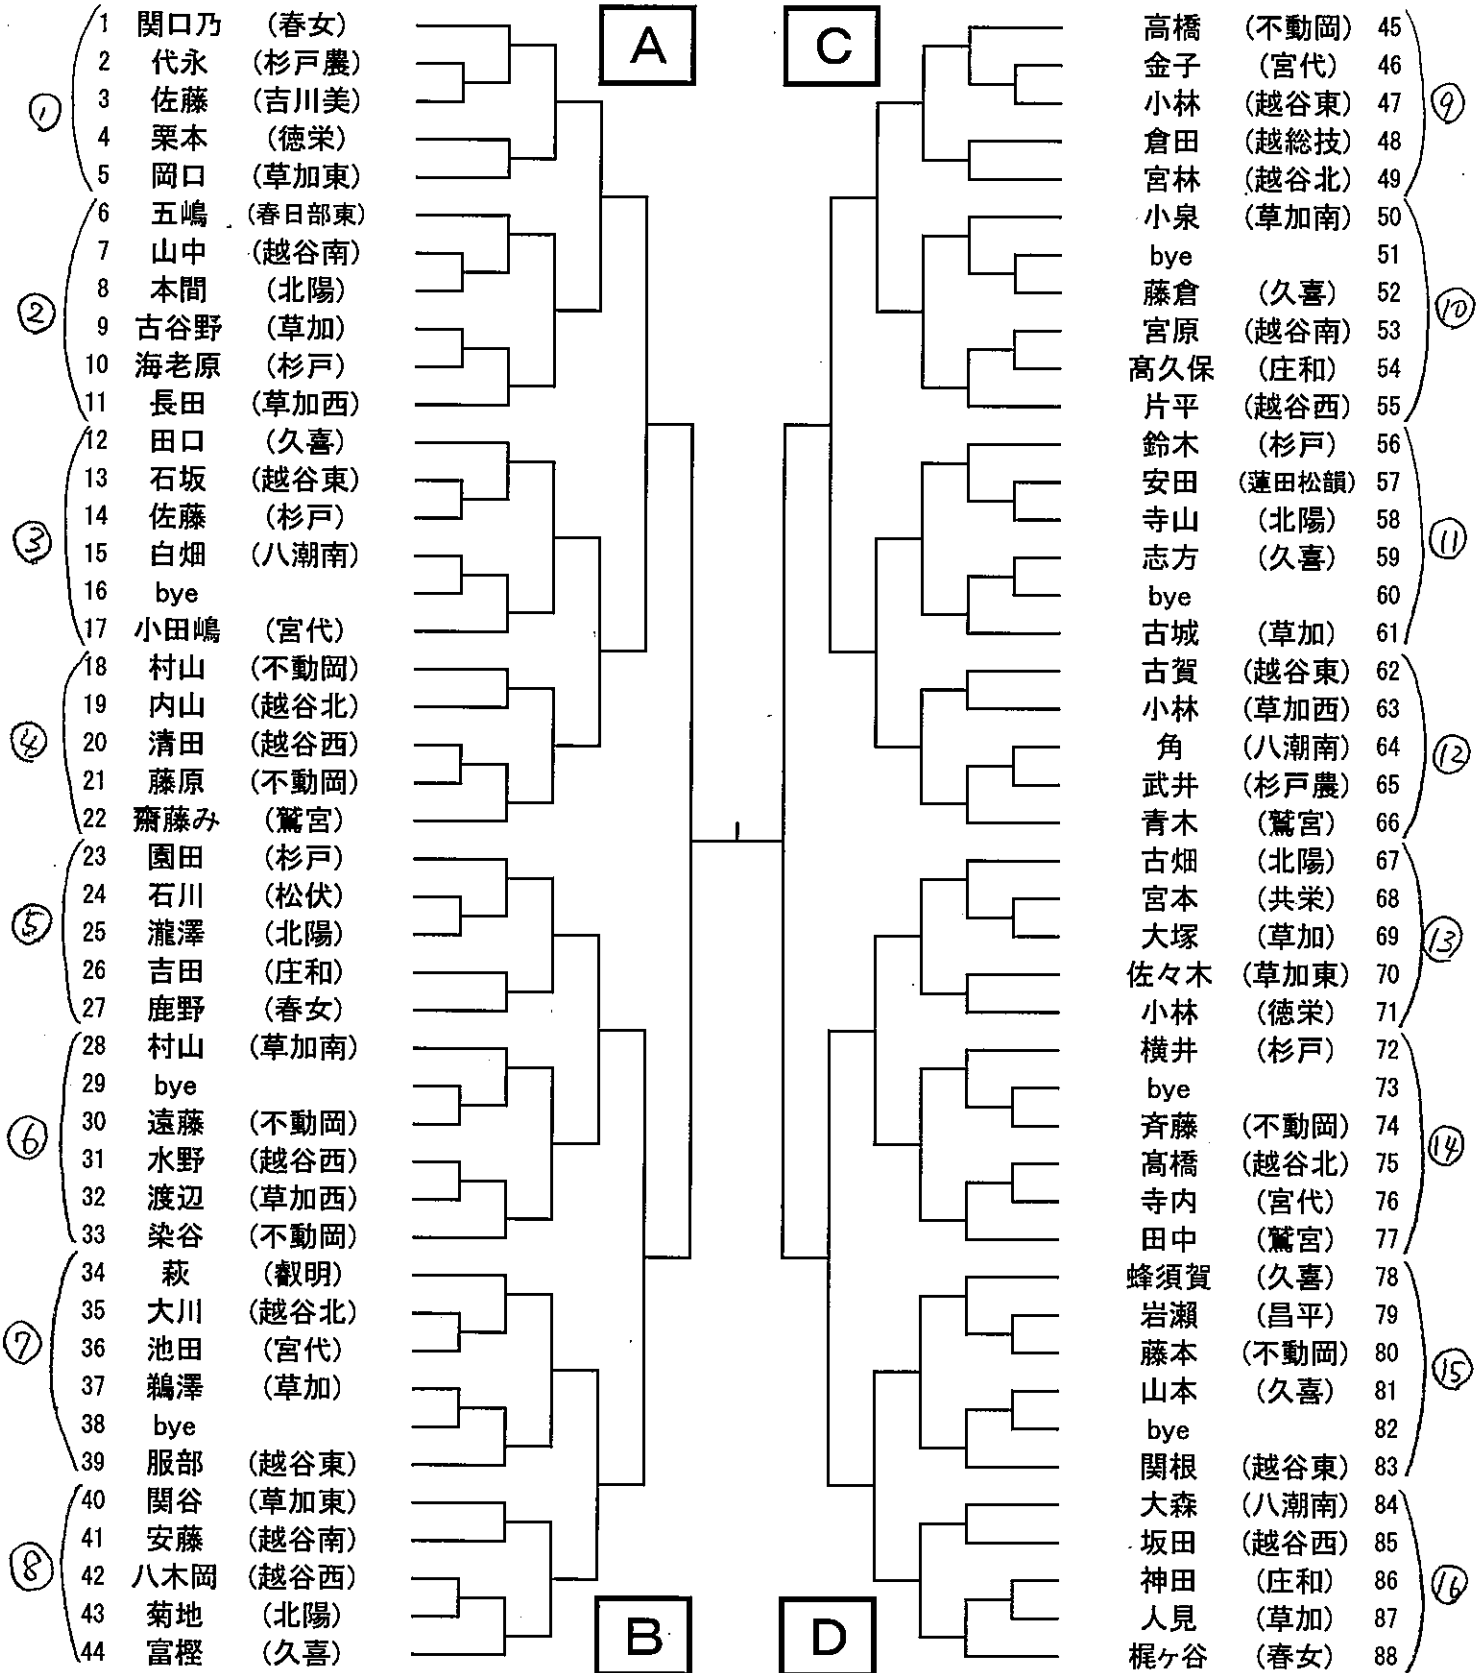 A
C
① 1 関口乃 (春女)
2 代永 (杉戸農)
3 佐藤 (吉川美)
4 栗本 (徳栄)
5 岡口 (草加東)
② 6 五嶋 (春日部東)
7 山中 (越谷南)
8 本間 (北陽)
9 古谷野 (草加)
10 海老原 (杉戸)
11 長田 (草加西)
③ 12 田口 (久喜)
13 石坂 (越谷東)
14 佐藤 (杉戸)
15 白畑 (八潮南)
16 bye
17 小田嶋 (宮代)
④ 18 村山 (不動岡)
19 内山 (越谷北)
20 清田 (越谷西)
21 藤原 (不動岡)
22 齋藤み (鷲宮)
⑤ 23 園田 (杉戸)
24 石川 (松伏)
25 瀧澤 (北陽)
26 吉田 (庄和)
27 鹿野 (春女)
⑥ 28 村山 (草加南)
29 bye
30 遠藤 (不動岡)
31 水野 (越谷西)
32 渡辺 (草加西)
33 染谷 (不動岡)
⑦ 34 萩 (叡明)
35 大川 (越谷北)
36 池田 (宮代)
37 鵜澤 (草加)
38 bye
39 服部 (越谷東)
⑧ 40 関谷 (草加東)
41 安藤 (越谷南)
42 八木岡 (越谷西)
43 菊地 (北陽)
44 富樫 (久喜)
B
D
高橋 (不動岡) 45 ⑨
金子 (宮代) 46
小林 (越谷東) 47
倉田 (越総技) 48
宮林 (越谷北) 49
小泉 (草加南) 50 ⑩
bye 51
藤倉 (久喜) 52
宮原 (越谷南) 53
髙久保 (庄和) 54
片平 (越谷西) 55
鈴木 (杉戸) 56 ⑪
安田 (蓮田松韻) 57
寺山 (北陽) 58
志方 (久喜) 59
bye 60
古城 (草加) 61
古賀 (越谷東) 62 ⑫
小林 (草加西) 63
角 (八潮南) 64
武井 (杉戸農) 65
青木 (鷲宮) 66
古畑 (北陽) 67 ⑬
宮本 (共栄) 68
大塚 (草加) 69
佐々木 (草加東) 70
小林 (徳栄) 71
横井 (杉戸) 72 ⑭
bye 73
斉藤 (不動岡) 74
髙橋 (越谷北) 75
寺内 (宮代) 76
田中 (鷲宮) 77
蜂須賀 (久喜) 78 ⑮
岩瀬 (昌平) 79
藤本 (不動岡) 80
山本 (久喜) 81
bye 82
関根 (越谷東) 83
大森 (八潮南) 84 ⑯
坂田 (越谷西) 85
神田 (庄和) 86
人見 (草加) 87
梶ヶ谷 (春女) 88